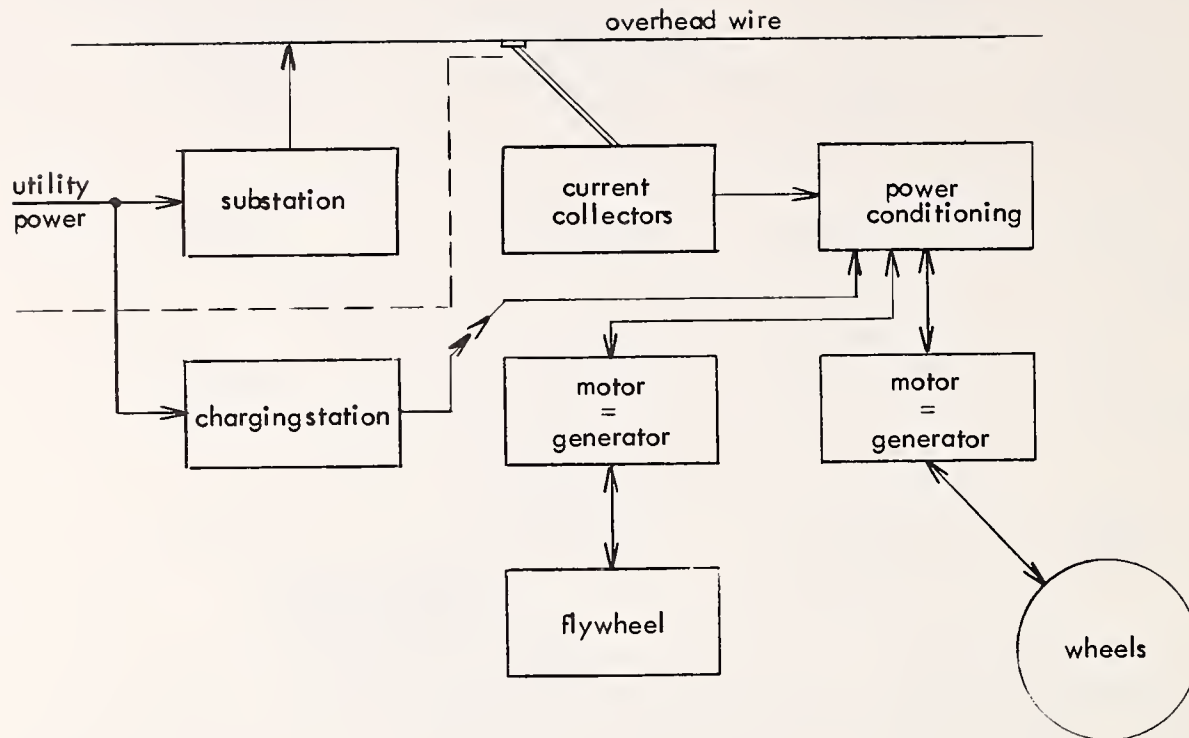 overhead wire
utility
power
substation
current
collectors
power
conditioning
chargingstation
motor
=
generator
motor
=
generator
flywheel
wheels